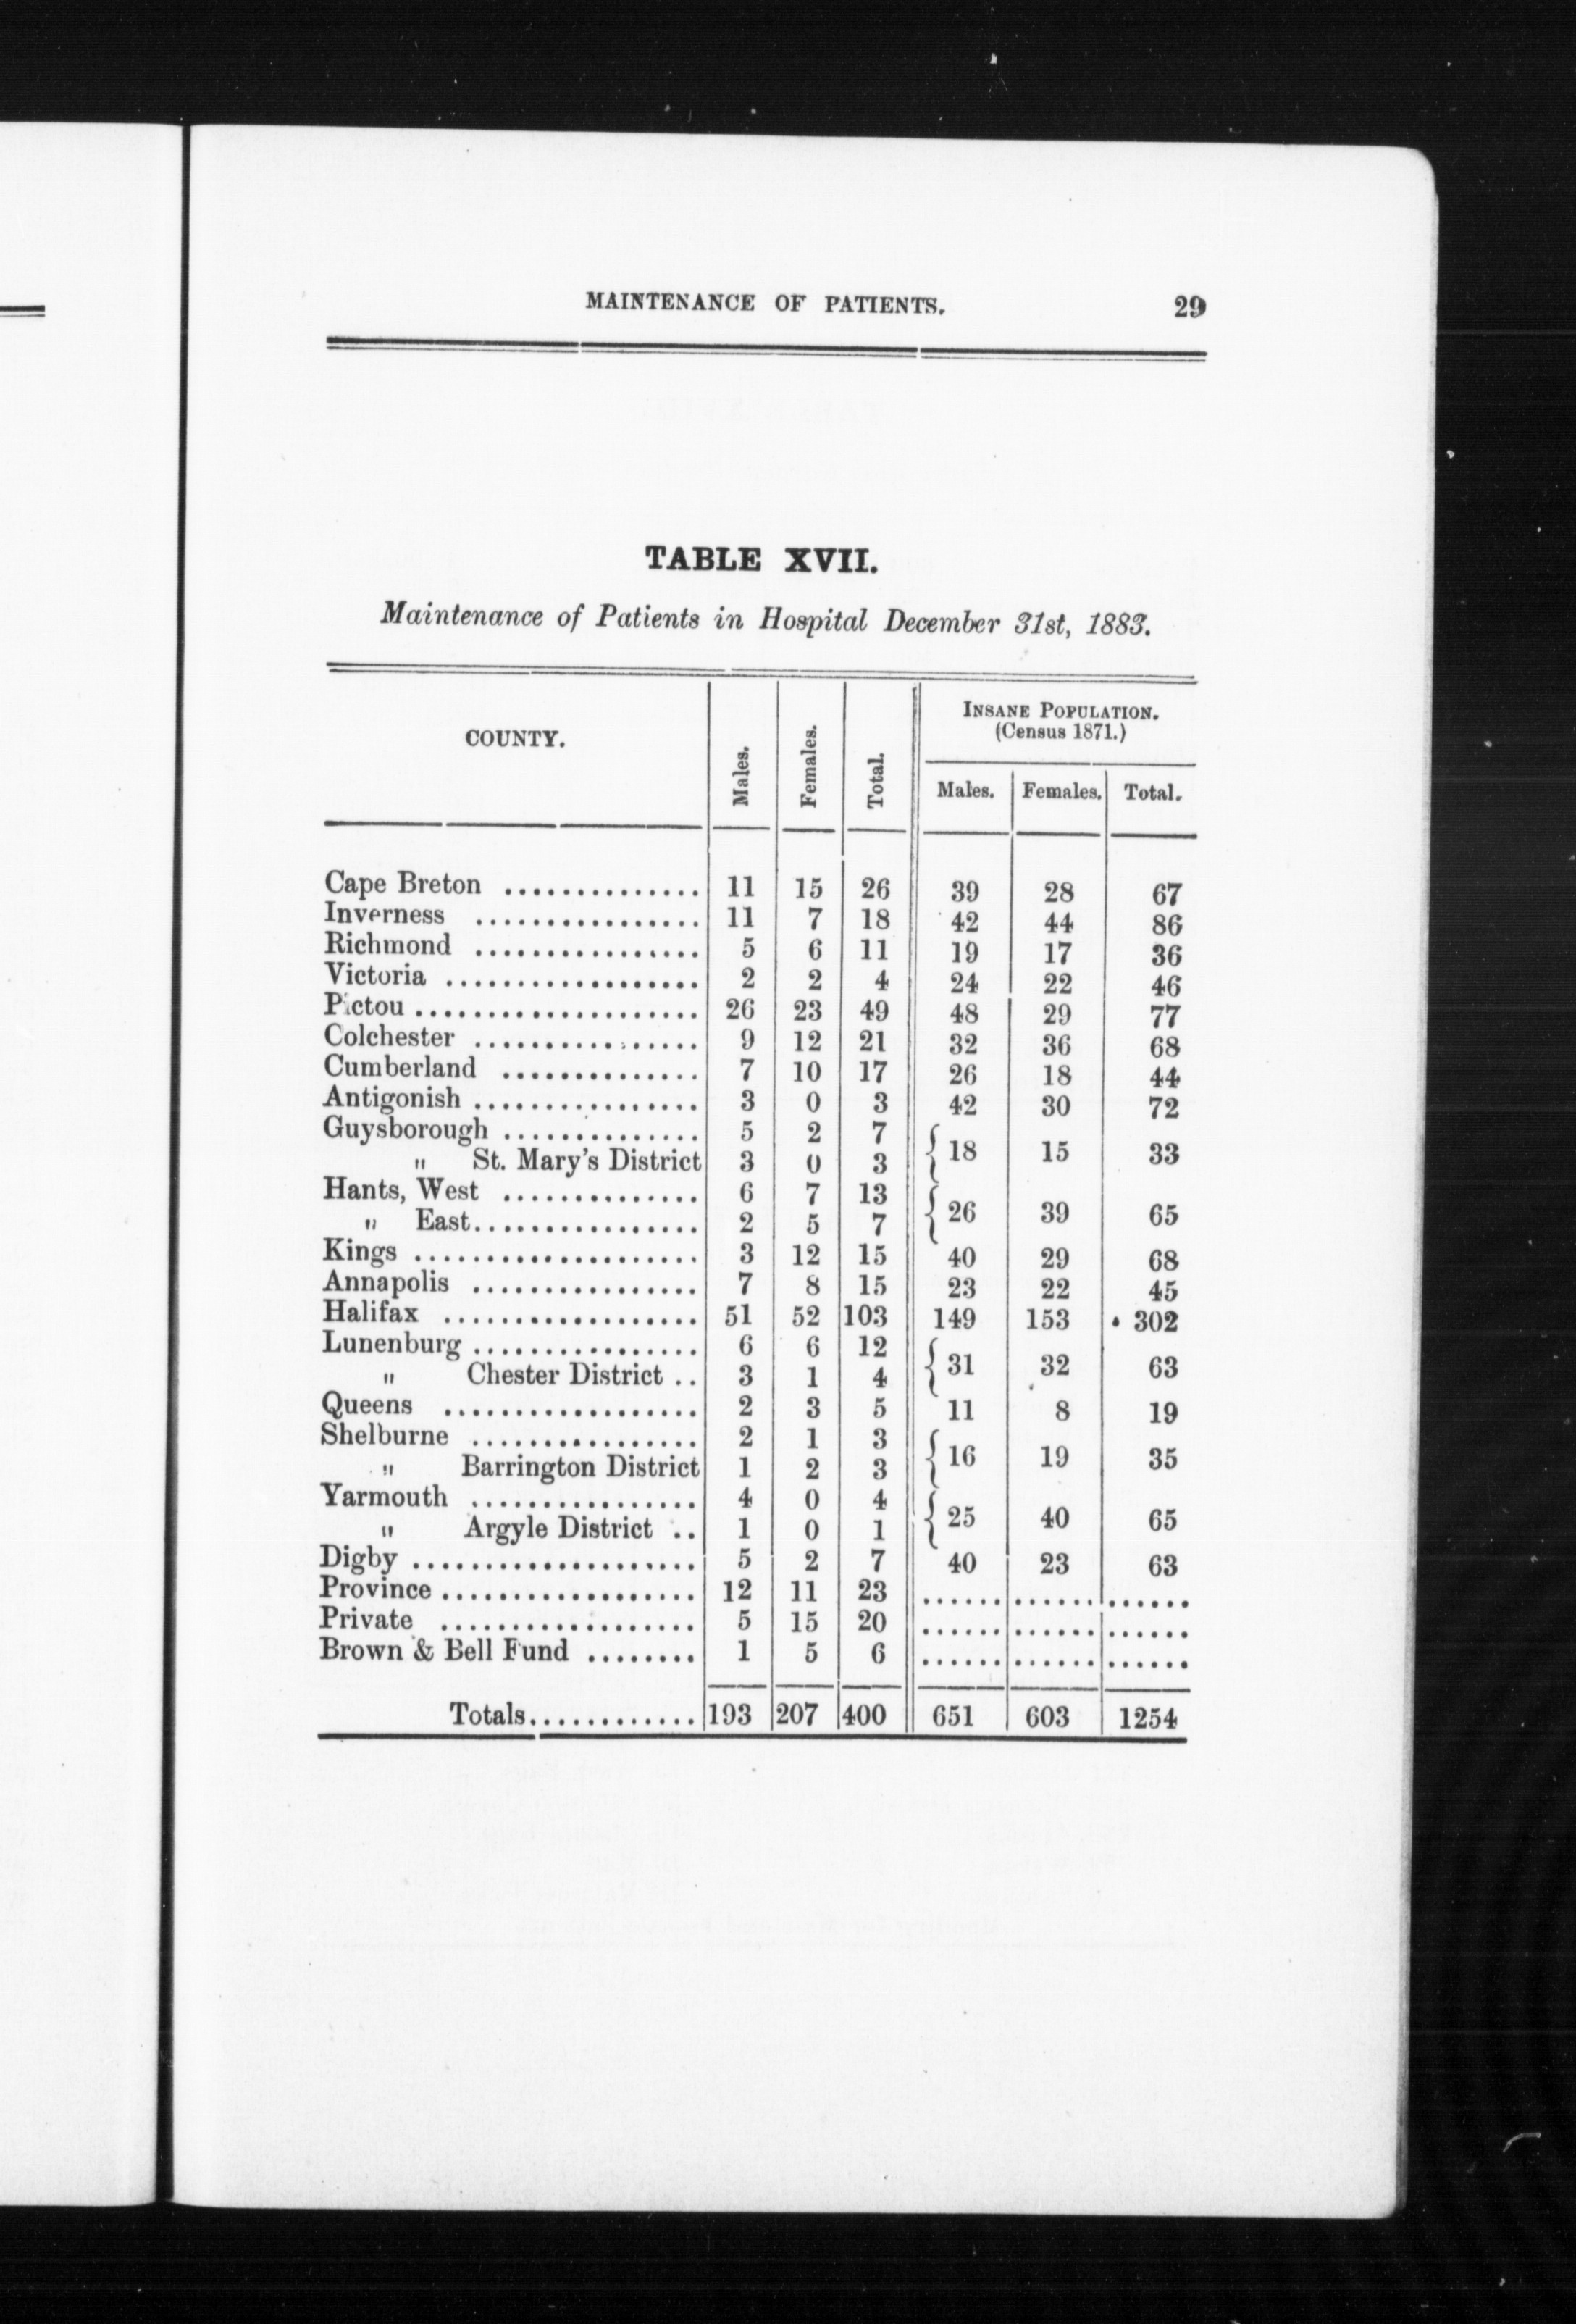 MAINTENANCE OF PATIENTS. 29
TABLE XVII.
Maintenance of Patients in Hospital December 31st, 1883.
COUNTY. Males. Females. Total. INSANE POPULATION.
(Census 1871.)
Males. Females. Total.
Cape Breton .............. 11 15 26 39 28 67
Inverness ................ 11 7 18 42 44 86
Richmond ................ 5 6 11 19 17 36
Victoria .................. 2 2 4 24 22 46
Pictou .................... 26 23 49 48 29 77
Colchester ................ 9 12 21 32 36 68
Cumberland .............. 7 10 17 26 18 44
Antigonish ................ 3 0 3 42 30 72
Guysborough .............. 5 2 7 { 18 15 33
" St. Mary's District 3 0 3
Hants, West .............. 6 7 13 { 26 39 65
" East................ 2 5 7
Kings .................... 3 12 15 40 29 68
Annapolis ................ 7 8 15 23 22 45
Halifax .................. 51 52 103 149 153 302
Lunenburg ................ 6 6 12 { 31 32 63
" Chester District .. 3 1 4
Queens .................. 2 3 5 11 8 19
Shelburne ................ 2 1 3 { 16 19 35
" Barrington District 1 2 3
Yarmouth ................ 4 0 4 { 25 40 65
" Argyle District .. 1 0 1
Digby .................... 5 2 7 40 23 63
Province .................. 12 11 23 ...... ...... ......
Private .................. 5 15 20 ...... ...... ......
Brown & Bell Fund ........ 1 5 6 ...... ...... ......
Totals............ 193 207 400 651 603 1254